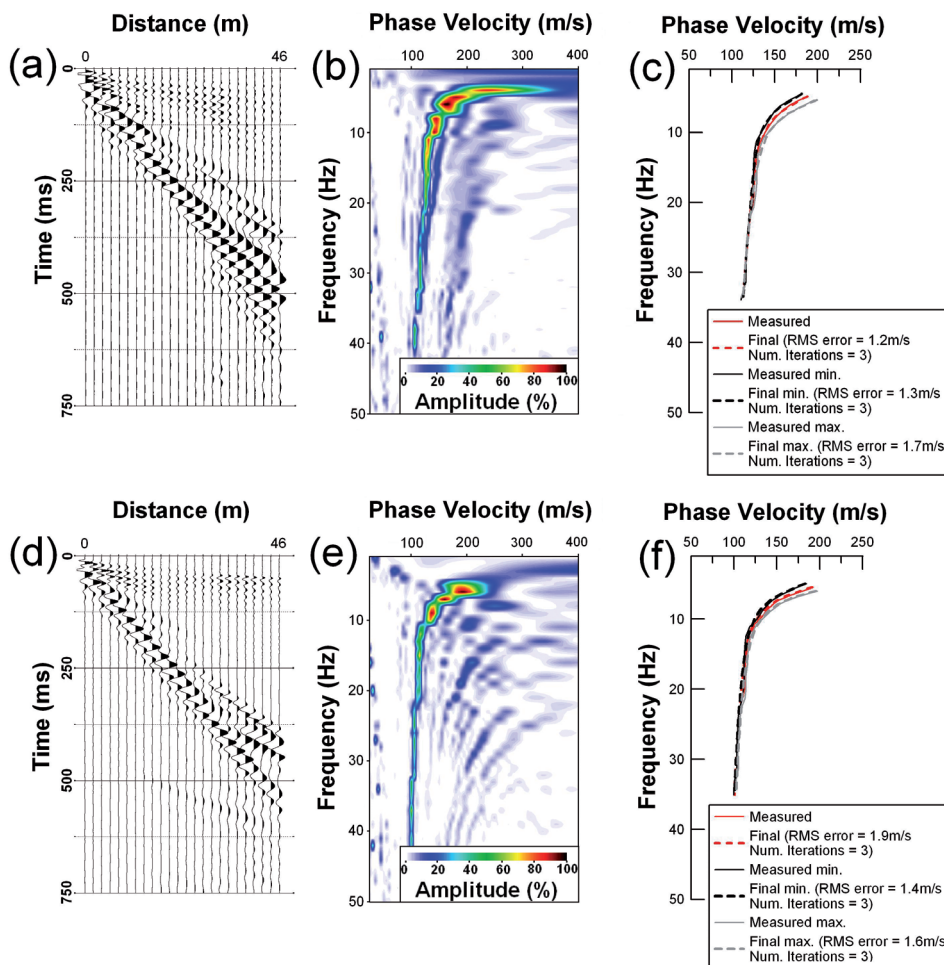 Distance (m)
Phase Velocity (m/s)
Phase Velocity (m/s)
(a)
0
46
0
250
500
750
Time (ms)
(b)
100
200
300
400
10
20
30
40
50
Frequency (Hz)
0
20
40
60
80
100
Amplitude (%)
(c)
50
100
150
200
250
10
20
30
40
50
Frequency (Hz)
Measured
Final (RMS error = 1.2m/s
Num. Iterations = 3)
Measured min.
Final min. (RMS error = 1.3m/s
Num. Iterations = 3)
Measured max.
Final max. (RMS error = 1.7m/s
Num. Iterations = 3)
Distance (m)
Phase Velocity (m/s)
Phase Velocity (m/s)
(d)
0
46
0
250
500
750
Time (ms)
(e)
100
200
300
400
10
20
30
40
50
Frequency (Hz)
0
20
40
60
80
100
Amplitude (%)
(f)
50
100
150
200
250
10
20
30
40
50
Frequency (Hz)
Measured
Final (RMS error = 1.9m/s
Num. Iterations = 3)
Measured min.
Final min. (RMS error = 1.4m/s
Num. Iterations = 3)
Measured max.
Final max. (RMS error = 1.6m/s
Num. Iterations = 3)